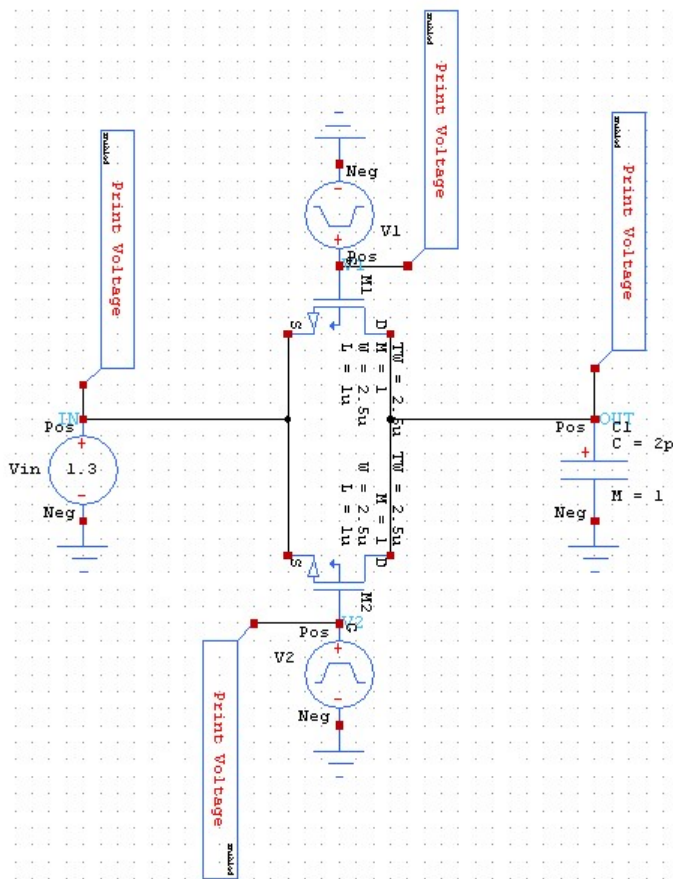 Print Voltage
Neg
V1
Pos
V1
Print Voltage
Print Voltage
M1
S
D
TW = 2.5u
M = 1
W = 2.5u
L = 1u
IN
Pos
Vin
1.3
Neg
Pos
OUT
C1
C = 2p
M = 1
Neg
TW = 2.5u
M = 1
W = 2.5u
L = 1u
S
D
M2
V2
G
Pos
V2
Neg
Print Voltage